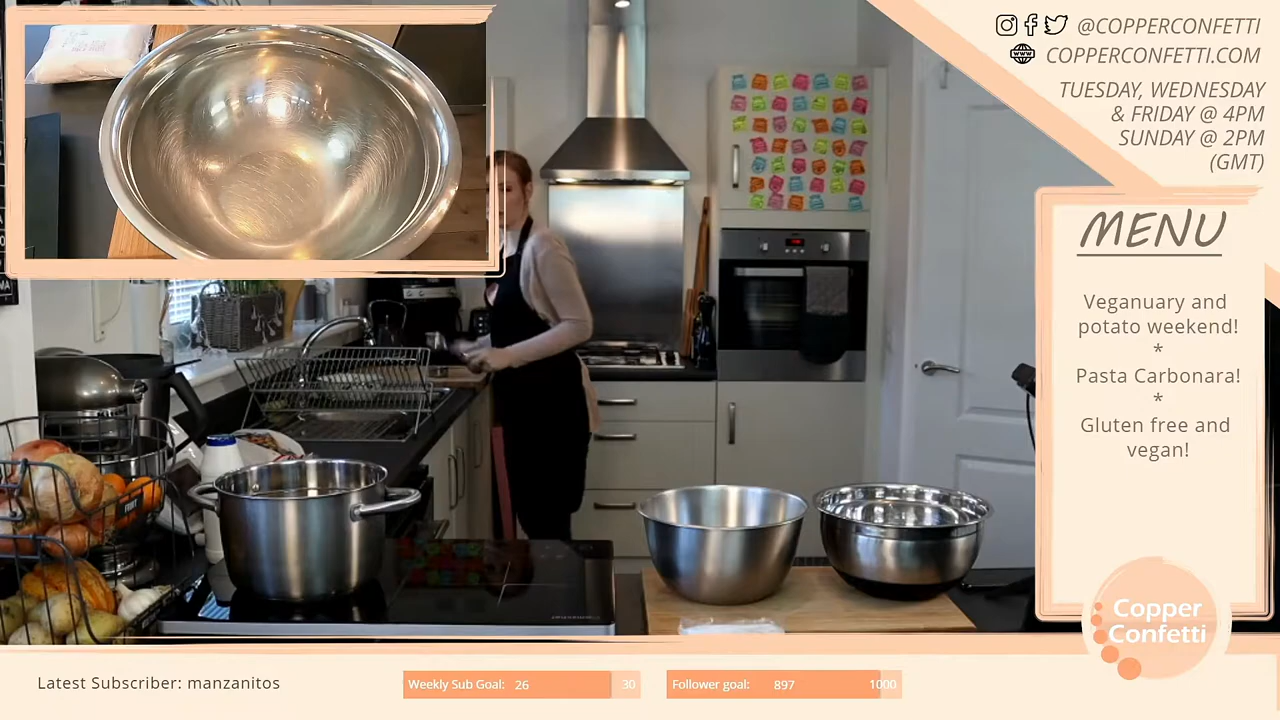 @COPPERCONFETTI
COPPERCONFETTI.COM
TUESDAY, WEDNESDAY
& FRIDAY @ 4PM
SUNDAY @ 2PM
(GMT)
MENU
Veganuary and
potato weekend!
*
Pasta Carbonara!
*
Gluten free and
vegan!
Copper
Confetti
Latest Subscriber: manzanitos
Weekly Sub Goal: 26 30
Follower goal: 897 1000